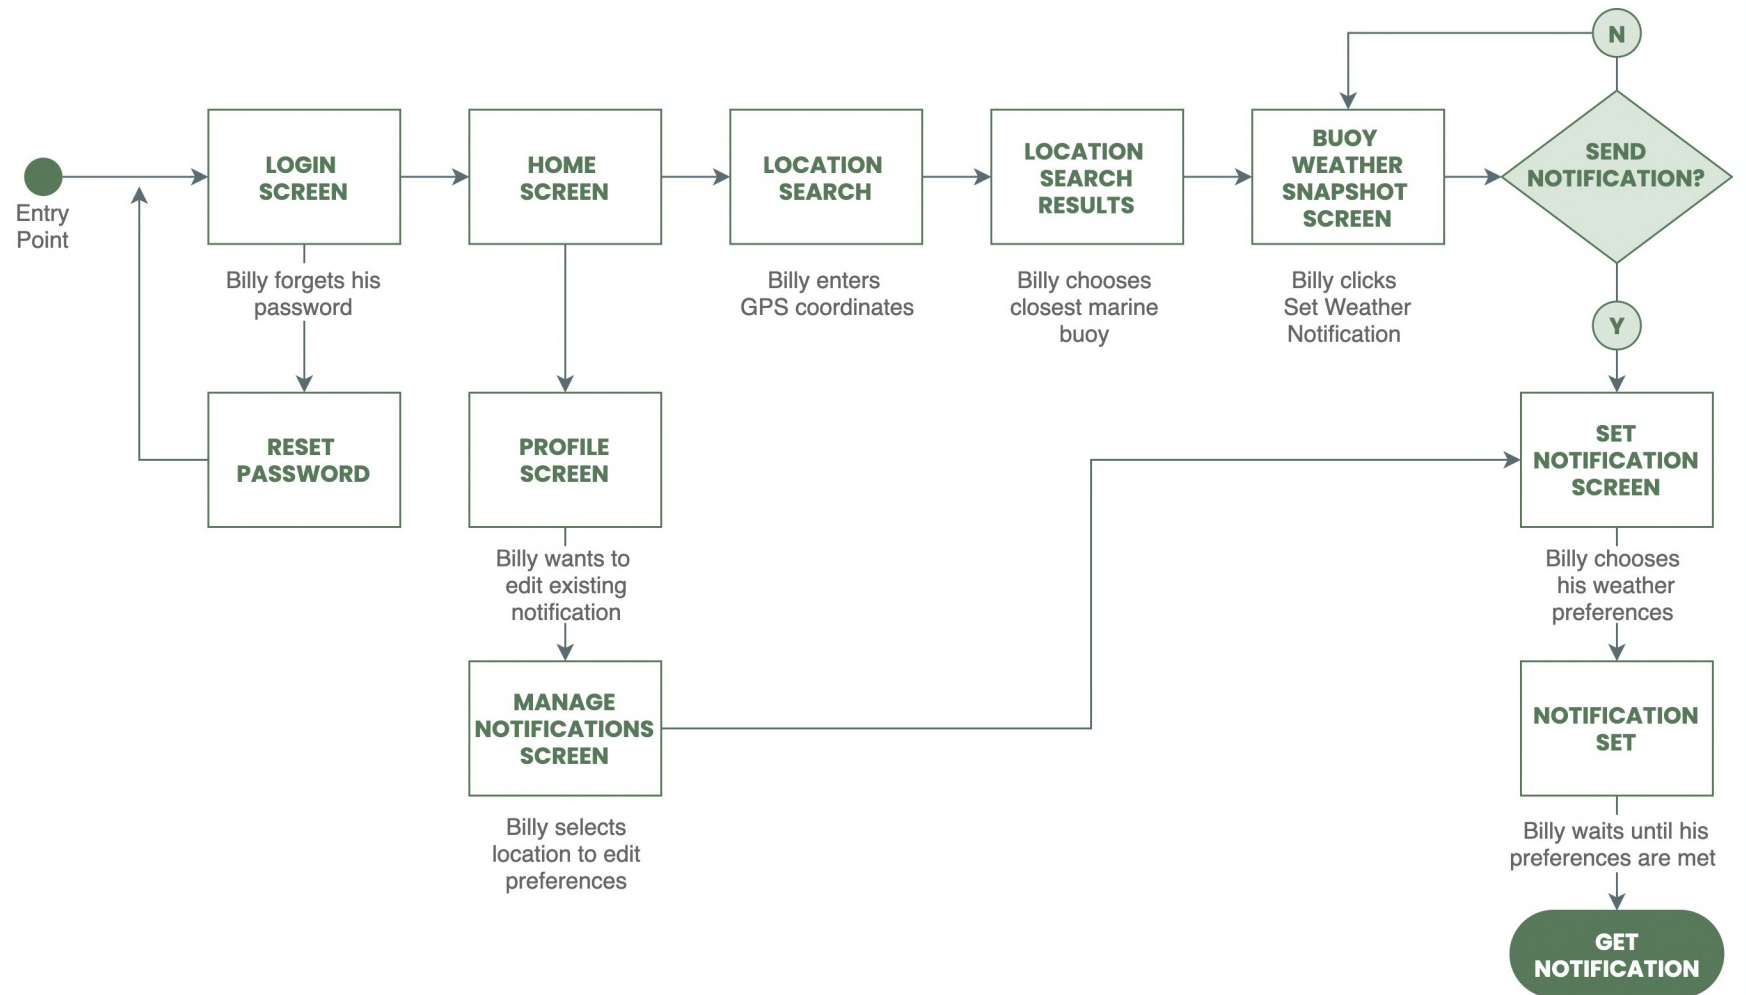 N
LOGIN
SCREEN
HOME
SCREEN
LOCATION
SEARCH
LOCATION
SEARCH
RESULTS
BUOY
WEATHER
SNAPSHOT
SCREEN
SEND
NOTIFICATION?
Entry
Point
Billy forgets his
password
Billy enters
GPS coordinates
Billy chooses
closest marine
buoy
Billy clicks
Set Weather
Notification
Y
RESET
PASSWORD
PROFILE
SCREEN
SET
NOTIFICATION
SCREEN
Billy wants to
edit existing
notification
Billy chooses
his weather
preferences
MANAGE
NOTIFICATIONS
SCREEN
NOTIFICATION
SET
Billy selects
location to edit
preferences
Billy waits until his
preferences are met
GET
NOTIFICATION